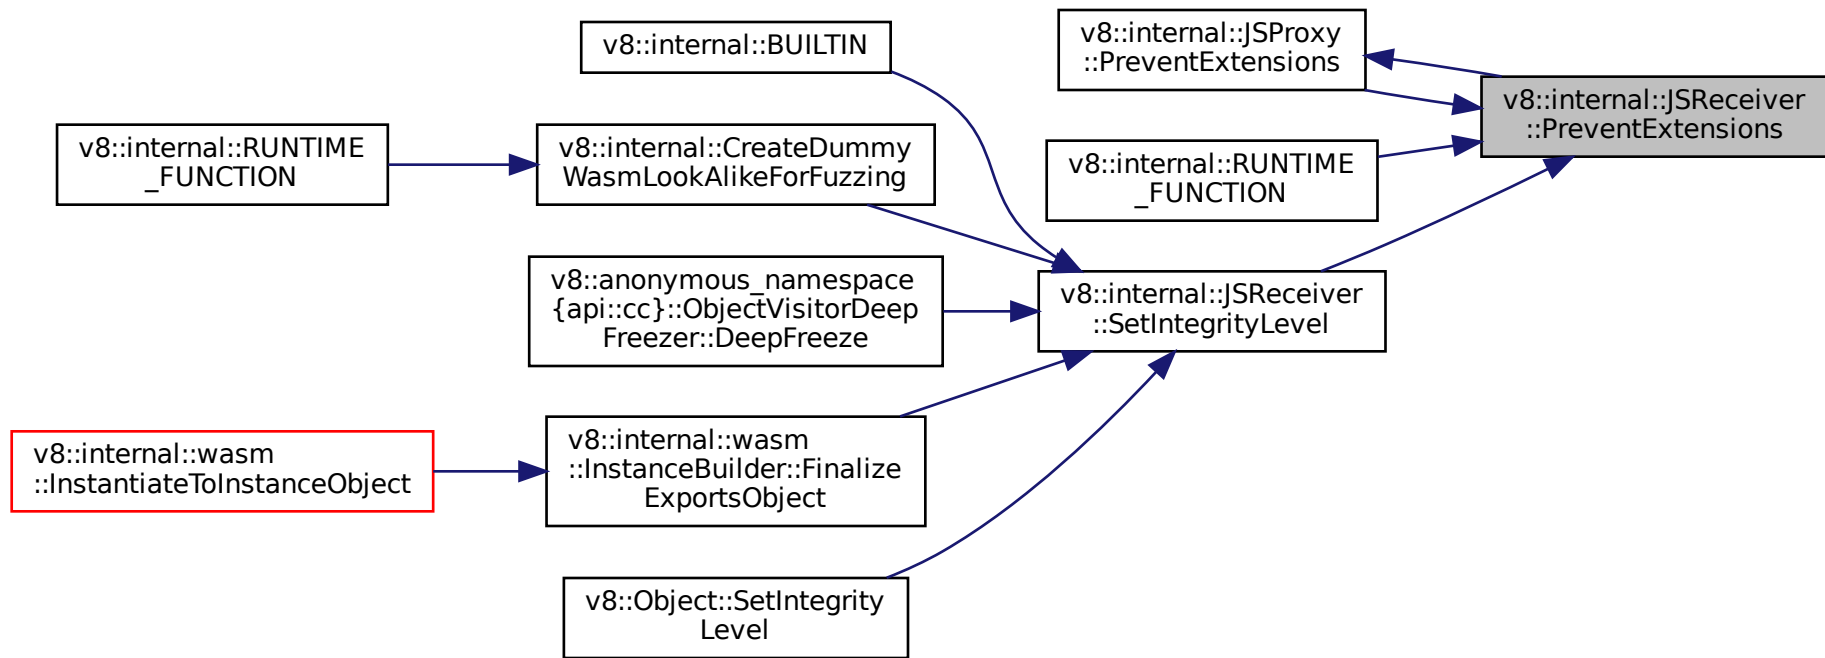 v8::internal::BUILTIN
v8::internal::JSProxy
::PreventExtensions
v8::internal::JSReceiver
::PreventExtensions
v8::internal::RUNTIME
_FUNCTION
v8::internal::CreateDummy
WasmLookAlikeForFuzzing
v8::internal::RUNTIME
_FUNCTION
v8::anonymous_namespace
{api::cc}::ObjectVisitorDeep
Freezer::DeepFreeze
v8::internal::JSReceiver
::SetIntegrityLevel
v8::internal::wasm
::InstantiateToInstanceObject
v8::internal::wasm
::InstanceBuilder::Finalize
ExportsObject
v8::Object::SetIntegrity
Level